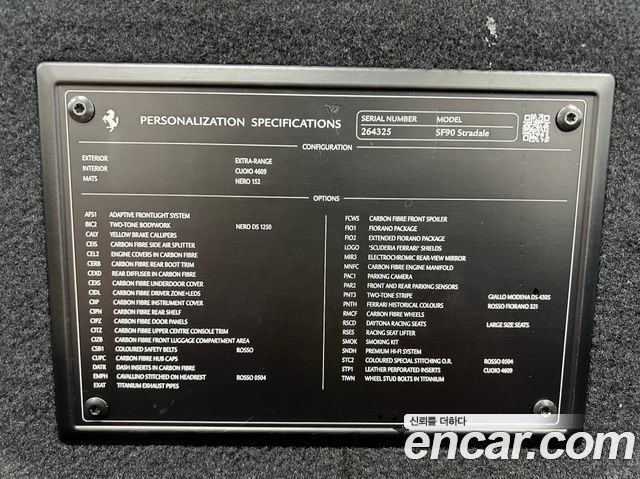 PERSONALIZATION SPECIFICATIONS
SERIAL NUMBER MODEL
264325 SF90 Stradale
CONFIGURATION
EXTERIOR EXTRA-RANGE
INTERIOR CUOIO 4609
MATS NERO 152
OPTIONS
AFS1 ADAPTIVE FRONTLIGHT SYSTEM
BIC2 TWO-TONE BODYWORK NERO DS 1250
CALY YELLOW BRAKE CALLIPERS
CEIS CARBON FIBRE SIDE AIR SPLITTER
CEL2 ENGINE COVERS IN CARBON FIBRE
CERB CARBON FIBRE REAR BOOT TRIM
CEXD REAR DIFFUSER IN CARBON FIBRE
CEXS CARBON FIBRE UNDERDOOR COVER
CIDL CARBON FIBRE DRIVER ZONE+LEDS
CIIP CARBON FIBRE INSTRUMENT COVER
CIPN CARBON FIBRE REAR SHELF
CIPZ CARBON FIBRE DOOR PANELS
CITZ CARBON FIBRE UPPER CENTRE CONSOLE TRIM
CIZB CARBON FIBRE FRONT LUGGAGE COMPARTMENT AREA
CSB1 COLOURED SAFETY BELTS ROSSO
CUPC CARBON FIBRE HUB CAPS
DATR DASH INSERTS IN CARBON FIBRE
EMPH CAVALLINO STITCHED ON HEADREST ROSSO 0504
EXAT TITANIUM EXHAUST PIPES
FCWS CARBON FIBRE FRONT SPOILER
FIO1 FIORANO PACKAGE
FIO2 EXTENDED FIORANO PACKAGE
LOGO "SCUDERIA FERRARI" SHIELDS
MIR3 ELECTROCHROMIC REAR-VIEW MIRROR
MNFC CARBON FIBRE ENGINE MANIFOLD
PAC1 PARKING CAMERA
PAR2 FRONT AND REAR PARKING SENSORS
PNT3 TWO-TONE STRIPE GIALLO MODENA DS 4305
PNTH FERRARI HISTORICAL COLOURS ROSSO FIORANO 321
RMCF CARBON FIBRE WHEELS
RSCD DAYTONA RACING SEATS LARGE SIZE SEATS
RSES RACING SEAT LIFTER
SMOK SMOKING KIT
SNDH PREMIUM HI-FI SYSTEM
STC2 COLOURED SPECIAL STITCHING O.R. ROSSO 0504
STP1 LEATHER PERFORATED INSERTS CUOIO 4609
TIWN WHEEL STUD BOLTS IN TITANIUM
신뢰를 더하다
encar.com